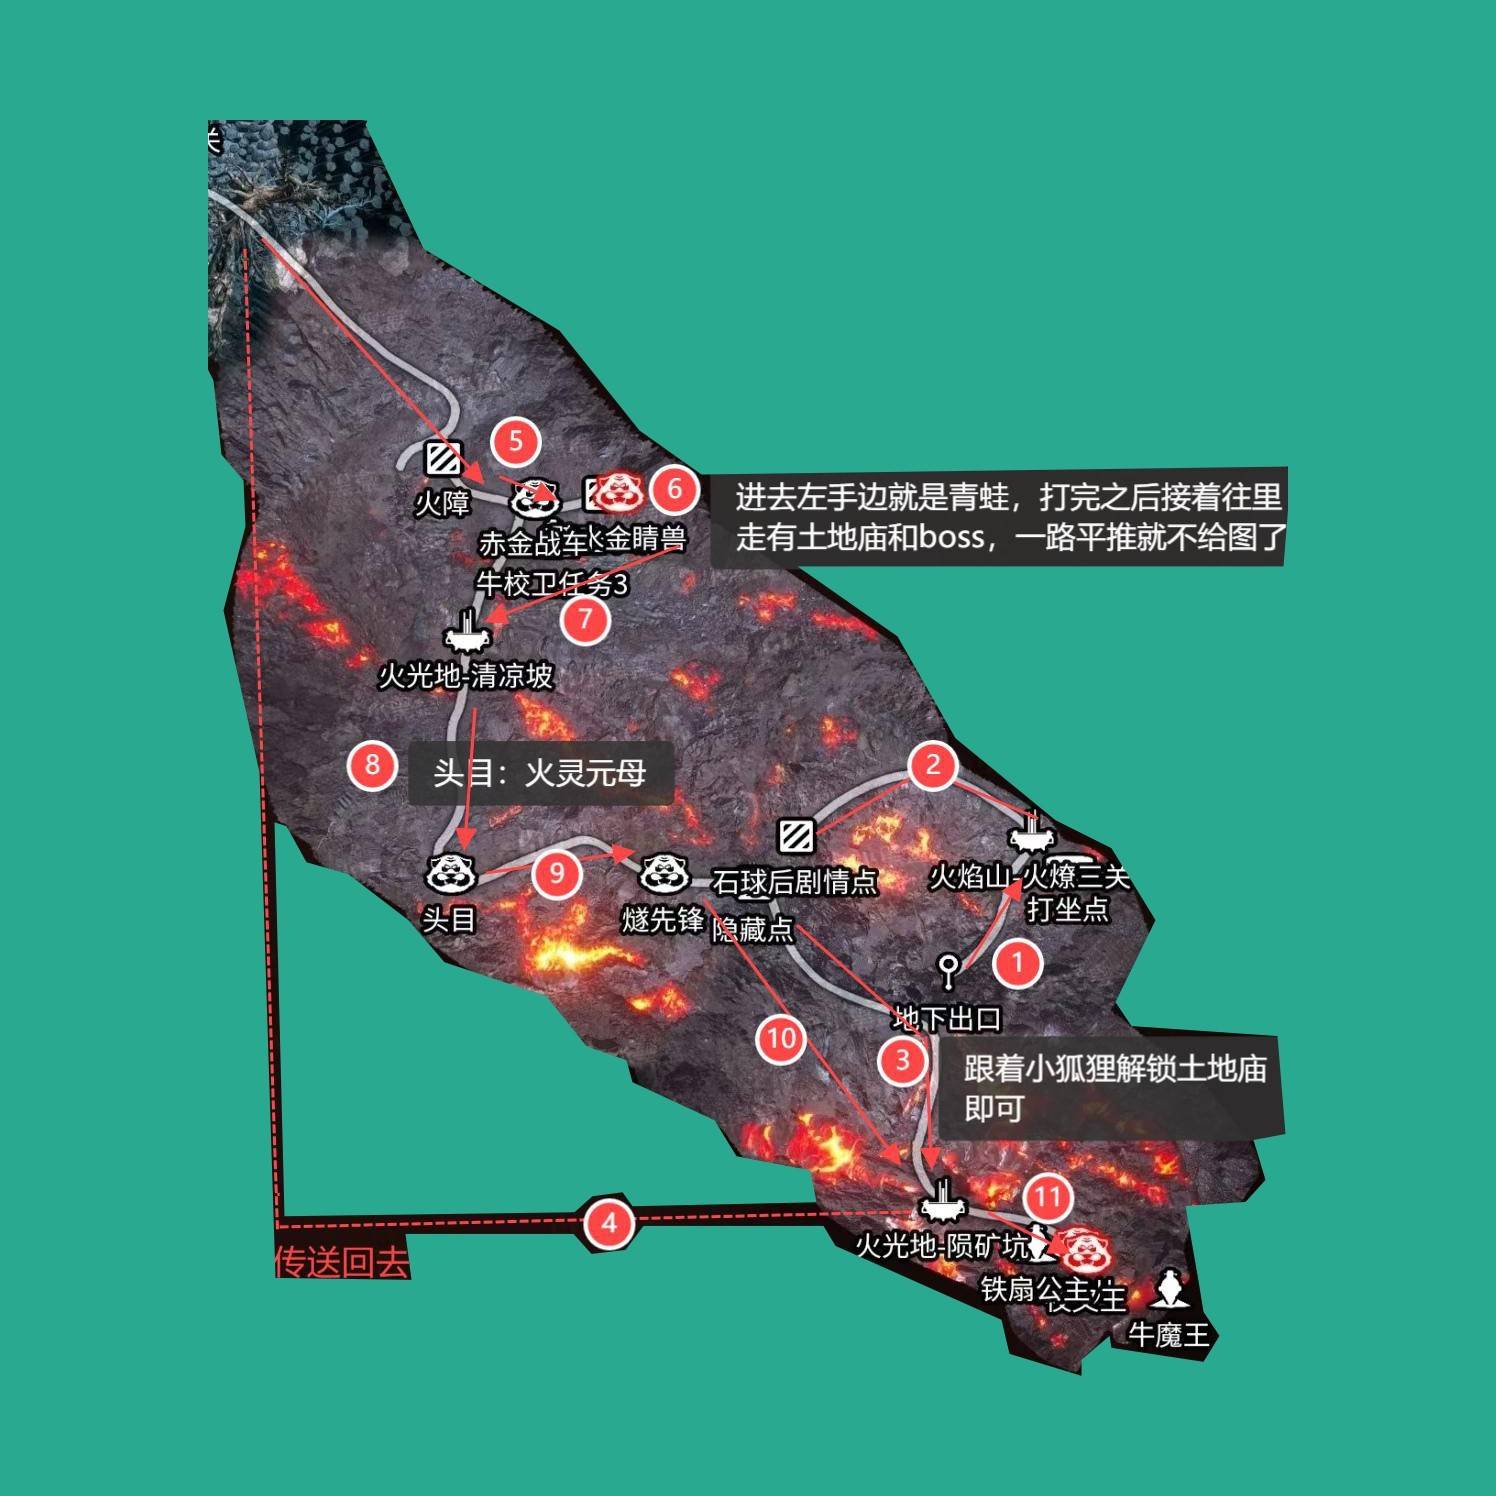 关
5
火障
6
进去左手边就是青蛙，打完之后接着往里
走有土地庙和boss，一路平推就不给图了
赤金战车
水金睛兽
牛校卫任务3
7
火光地-清凉坡
8
头目：火灵元母
2
9
石球后剧情点
火焰山-火燎三关
打坐点
头目
燧先锋
隐藏点
1
地下出口
10
3
跟着小狐狸解锁土地庙
即可
11
4
火光地-陨矿坑
传送回去
铁扇公主
牛魔王